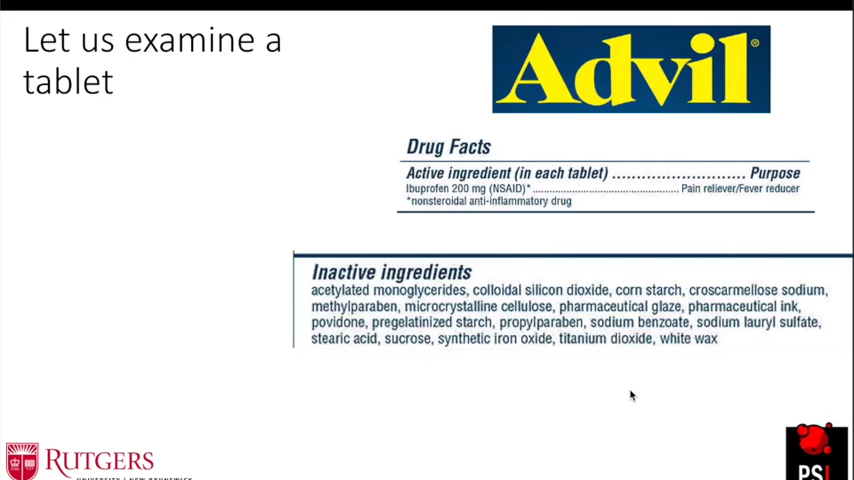 Let us examine a
tablet
Advil®
Drug Facts
Active ingredient (in each tablet) ........................... Purpose
Ibuprofen 200 mg (NSAID)* .................................................. Pain reliever/Fever reducer
*nonsteroidal anti-inflammatory drug
Inactive ingredients
acetylated monoglycerides, colloidal silicon dioxide, corn starch, croscarmellose sodium,
methylparaben, microcrystalline cellulose, pharmaceutical glaze, pharmaceutical ink,
povidone, pregelatinized starch, propylparaben, sodium benzoate, sodium lauryl sulfate,
stearic acid, sucrose, synthetic iron oxide, titanium dioxide, white wax
RUTGERS